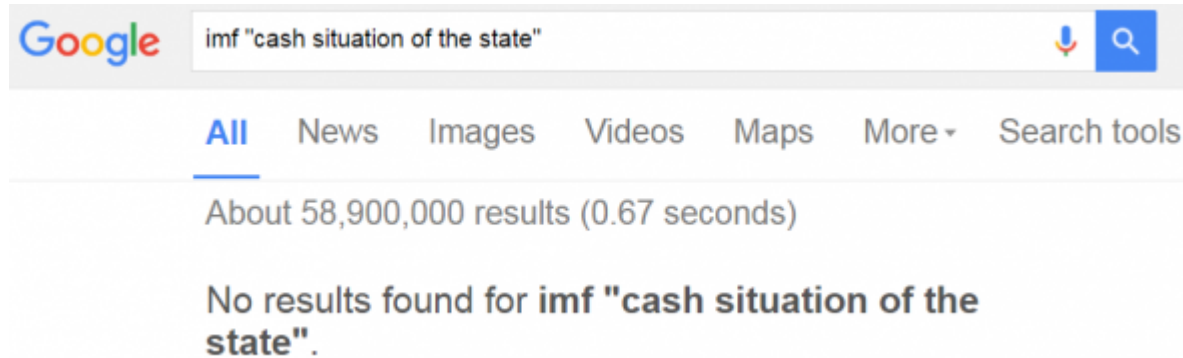 Google imf "cash situation of the state"
All News Images Videos Maps More Search tools
About 58,900,000 results (0.67 seconds)
No results found for imf "cash situation of the
state".